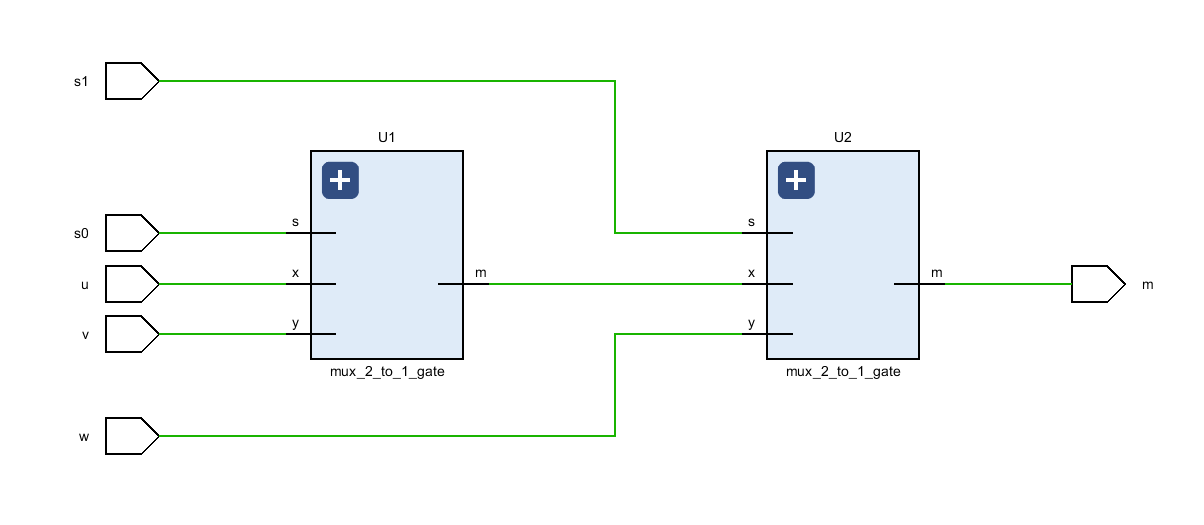 s1
U1
U2
s
s
s0
x
m
x
m
u
m
y
y
v
mux_2_to_1_gate
mux_2_to_1_gate
w